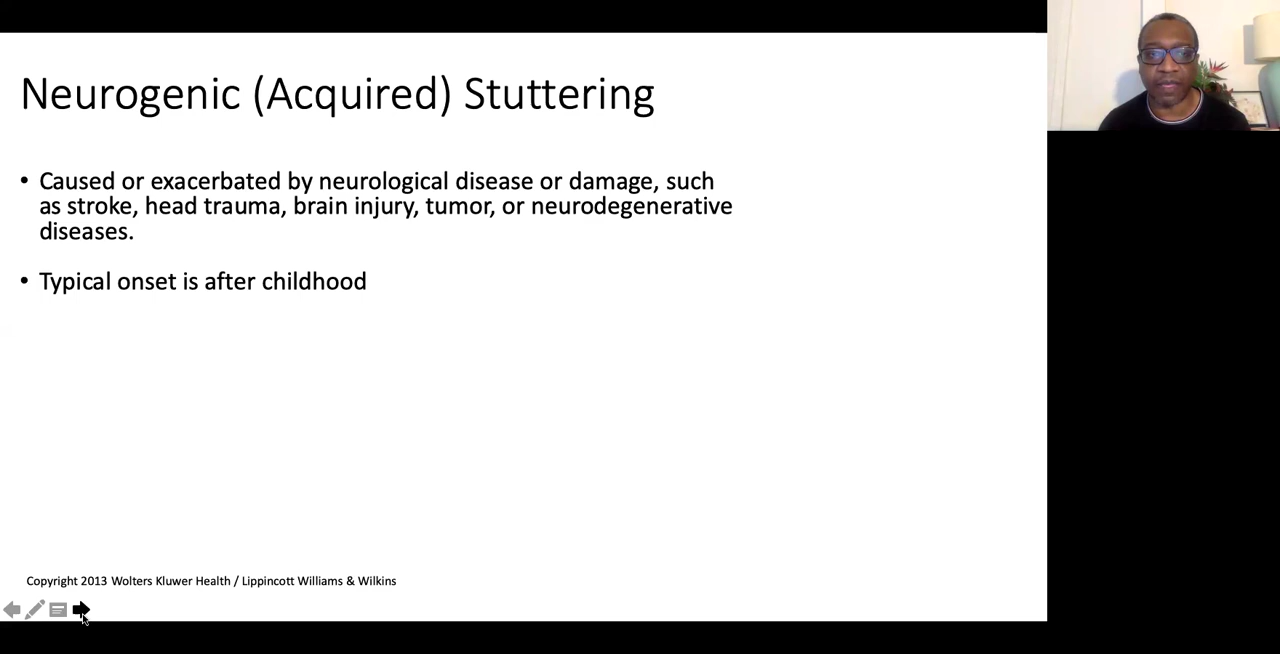 Neurogenic (Acquired) Stuttering
• Caused or exacerbated by neurological disease or damage, such
as stroke, head trauma, brain injury, tumor, or neurodegenerative
diseases.
• Typical onset is after childhood
Copyright 2013 Wolters Kluwer Health / Lippincott Williams & Wilkins